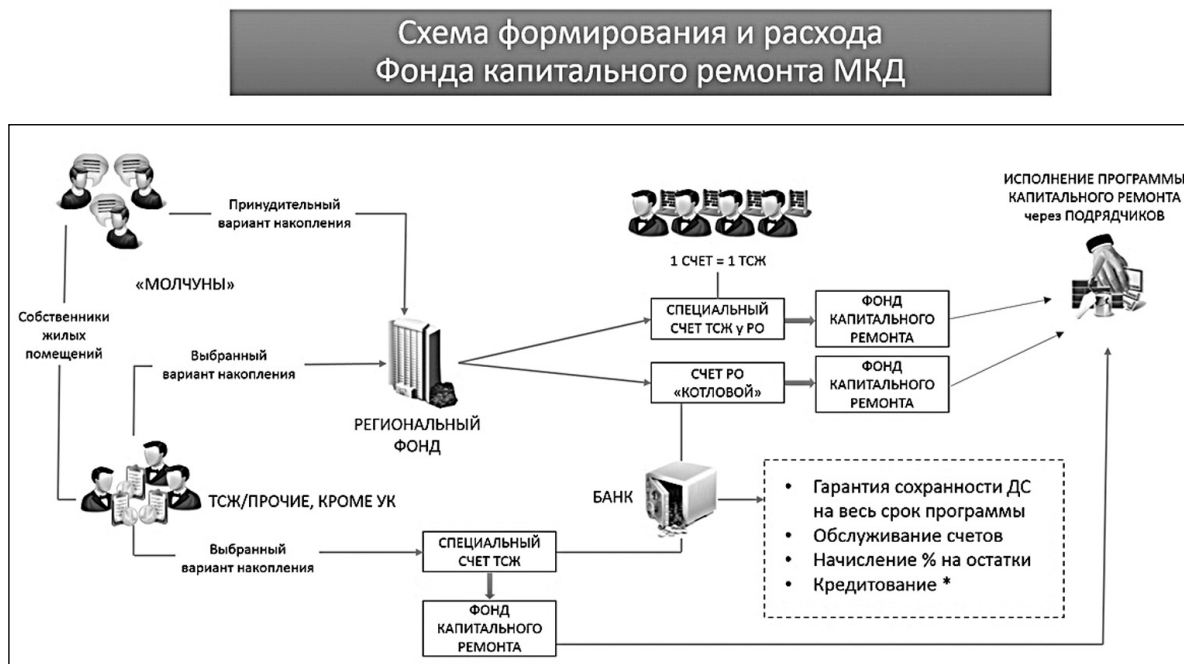 Схема формирования и расхода
Фонда капитального ремонта МКД
Принудительный
вариант накопления
«МОЛЧУНЫ»
Собственники
жилых
помещений
Выбранный
вариант накопления
РЕГИОНАЛЬНЫЙ
ФОНД
1 СЧЕТ = 1 ТСЖ
СПЕЦИАЛЬНЫЙ
СЧЕТ ТСЖ у РО
ФОНД
КАПИТАЛЬНОГО
РЕМОНТА
СЧЕТ РО
«КОТЛОВОЙ»
ФОНД
КАПИТАЛЬНОГО
РЕМОНТА
ИСПОЛНЕНИЕ ПРОГРАММЫ
КАПИТАЛЬНОГО РЕМОНТА
через ПОДРЯДЧИКОВ
ТСЖ/ПРОЧИЕ, КРОМЕ УК
Выбранный
вариант накопления
СПЕЦИАЛЬНЫЙ
СЧЕТ ТСЖ
ФОНД
КАПИТАЛЬНОГО
РЕМОНТА
БАНК
• Гарантия сохранности ДС
на весь срок программы
• Обслуживание счетов
• Начисление % на остатки
• Кредитование *